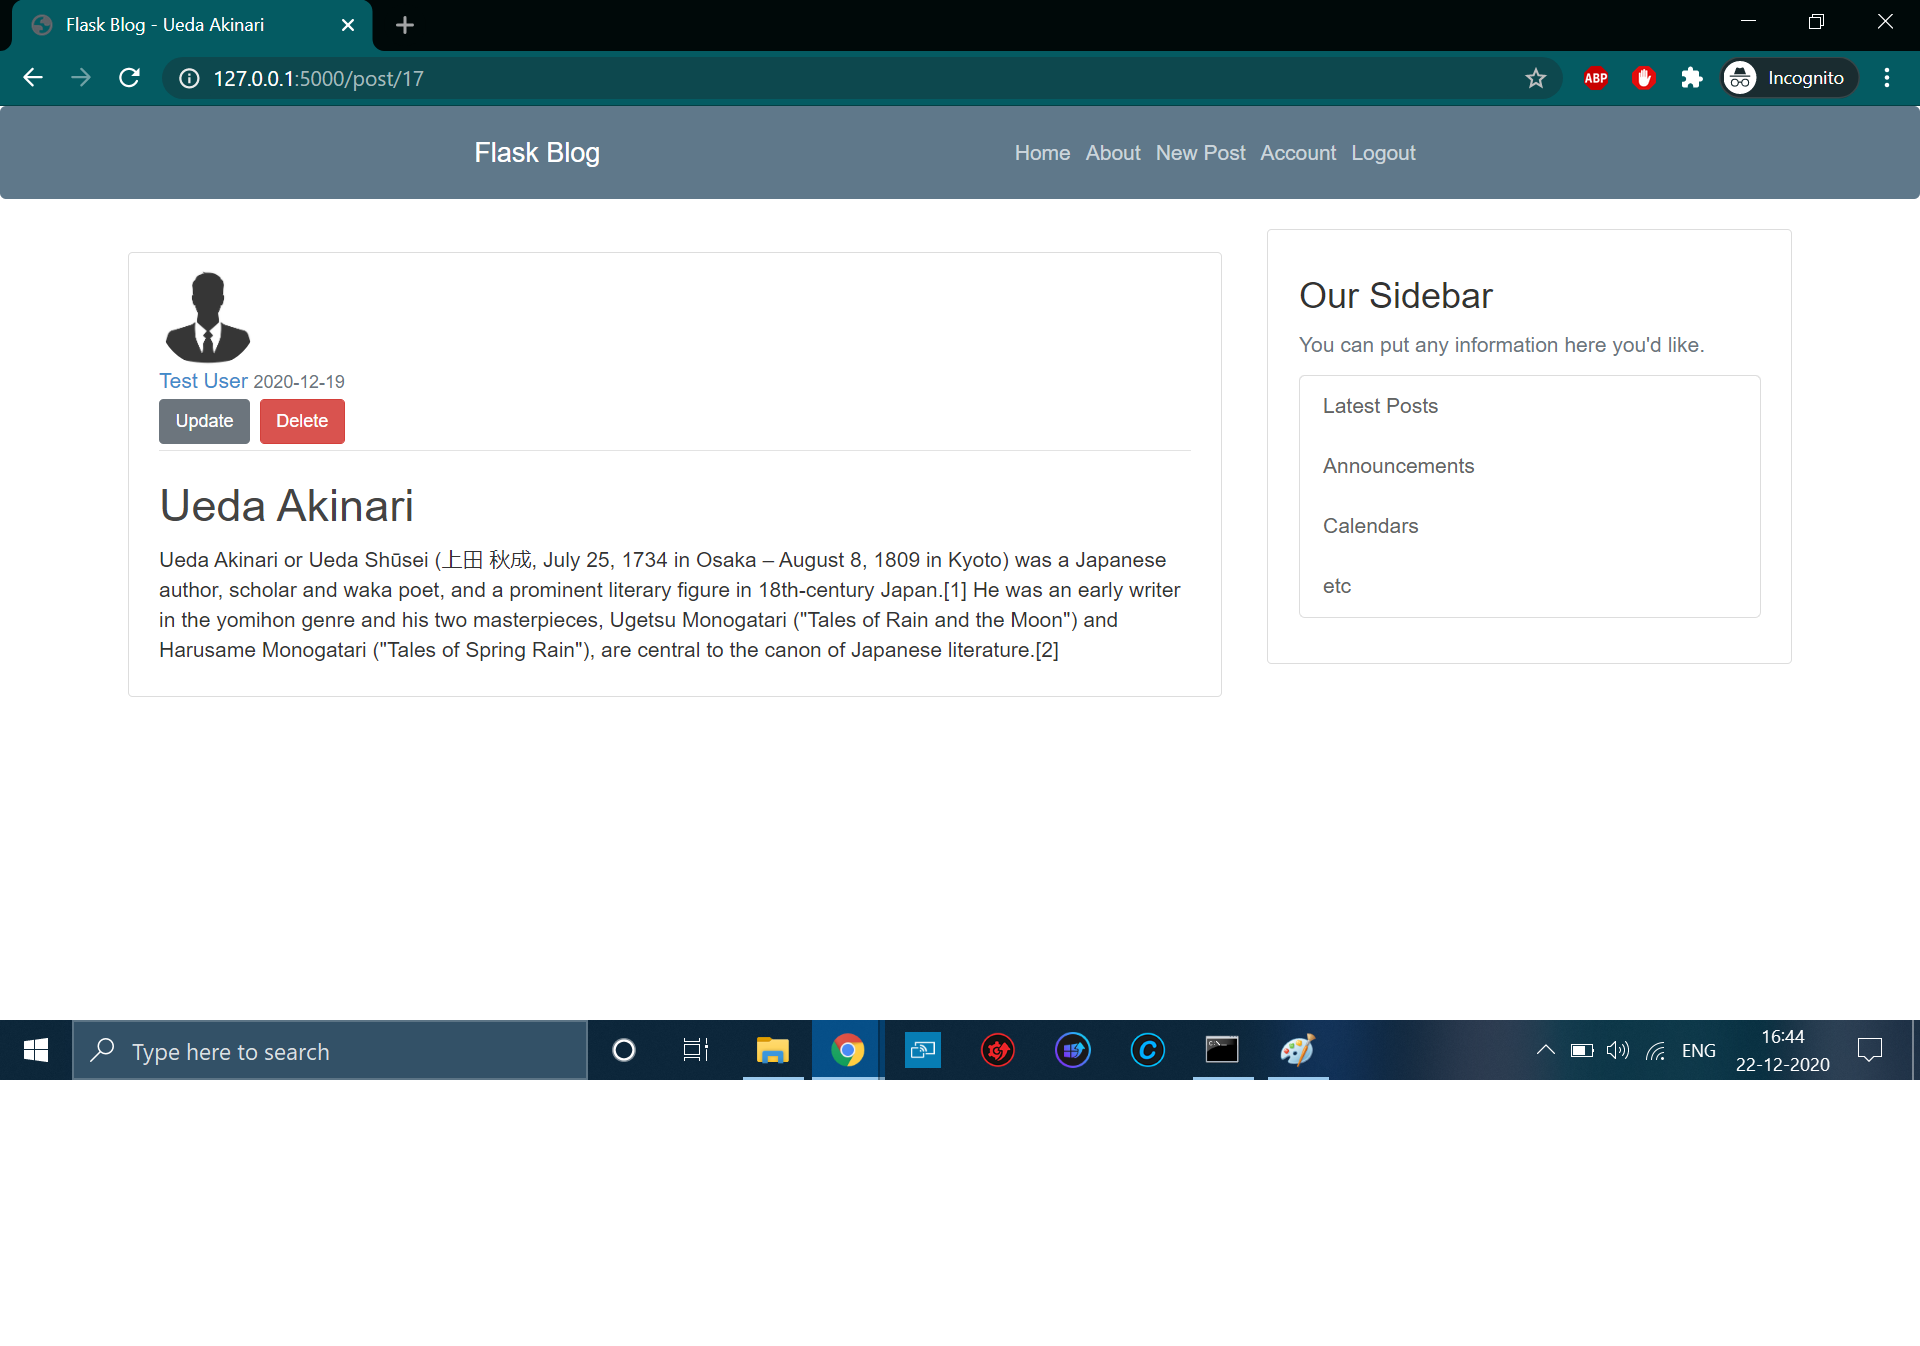 Flask Blog - Ueda Akinari
127.0.0.1:5000/post/17
ABP
Incognito
Flask Blog
Home About New Post Account Logout
Test User 2020-12-19
Update Delete
Ueda Akinari
Ueda Akinari or Ueda Shūsei (上田 秋成, July 25, 1734 in Osaka – August 8, 1809 in Kyoto) was a Japanese
author, scholar and waka poet, and a prominent literary figure in 18th-century Japan.[1] He was an early writer
in the yomihon genre and his two masterpieces, Ugetsu Monogatari ("Tales of Rain and the Moon") and
Harusame Monogatari ("Tales of Spring Rain"), are central to the canon of Japanese literature.[2]
Our Sidebar
You can put any information here you'd like.
Latest Posts
Announcements
Calendars
etc
Type here to search
C
ENG
16:44
22-12-2020